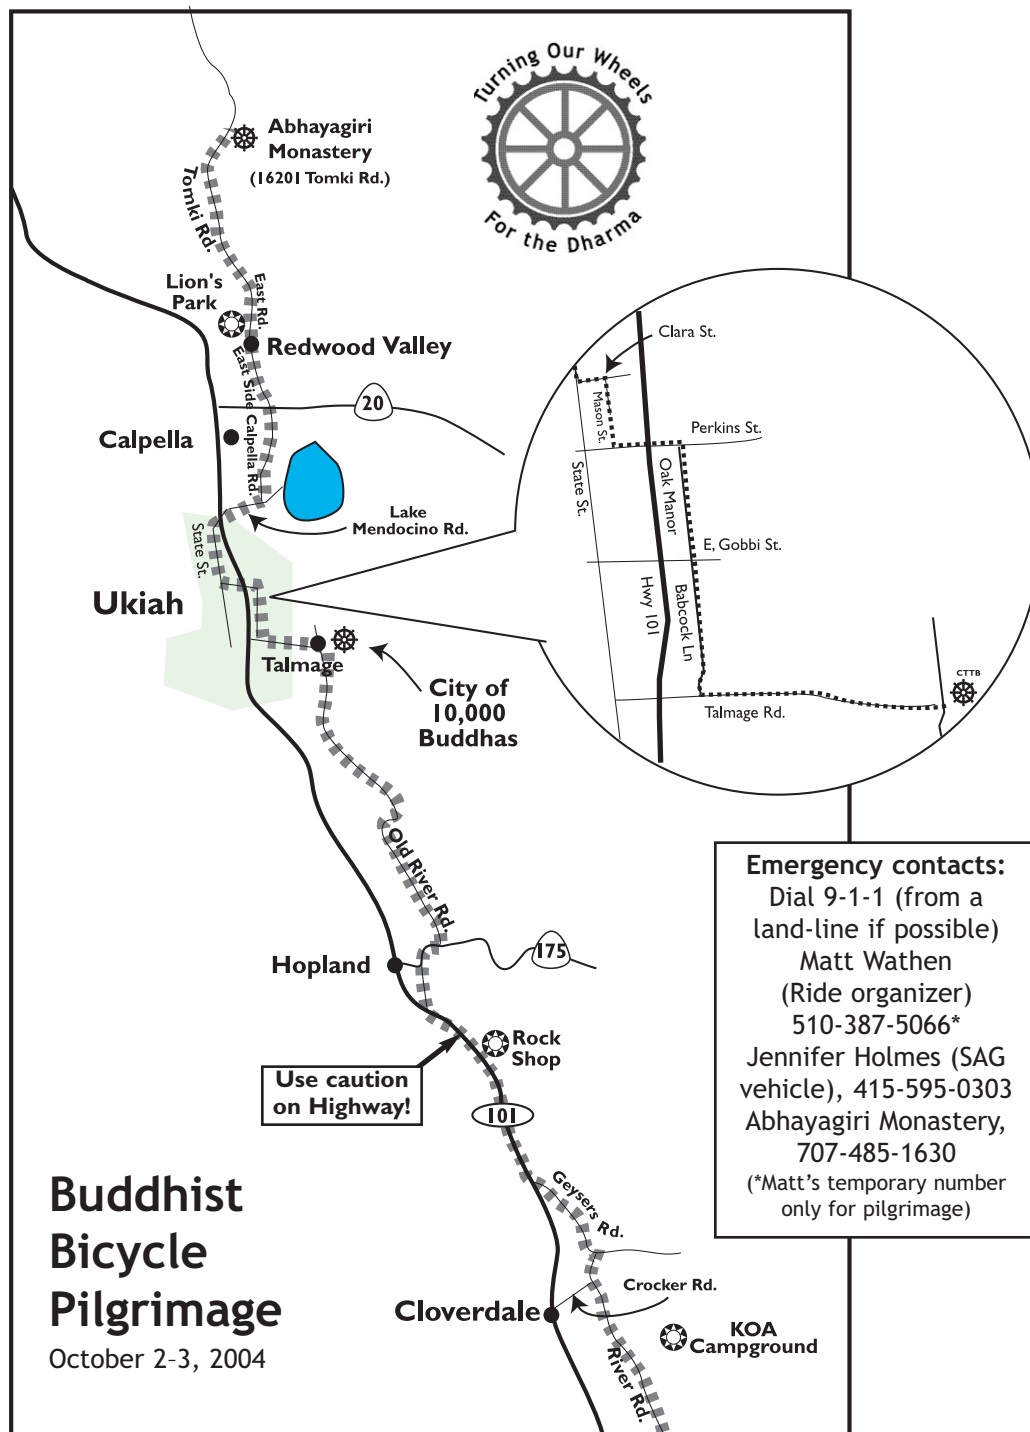 Turning Our Wheels
For the Dharma
Abhayagiri
Monastery
(16201 Tomki Rd.)
Tomki Rd.
Lion's
Park
East Rd.
Redwood Valley
East Side Calpella Rd.
20
Calpella
Lake
Mendocino Rd.
State St.
Ukiah
Talmage
City of
10,000
Buddhas
Clara St.
Mason St.
Perkins St.
State St.
Oak Manor
E, Gobbi St.
Hwy 101
Babcock Ln
CTTB
Talmage Rd.
Old River Rd.
Hopland
175
Rock
Shop
Use caution
on Highway!
101
Geysers Rd.
Crocker Rd.
Cloverdale
KOA
Campground
River Rd.
Emergency contacts:
Dial 9-1-1 (from a
land-line if possible)
Matt Wathen
(Ride organizer)
510-387-5066*
Jennifer Holmes (SAG
vehicle), 415-595-0303
Abhayagiri Monastery,
707-485-1630
(*Matt's temporary number
only for pilgrimage)
Buddhist
Bicycle
Pilgrimage
October 2-3, 2004